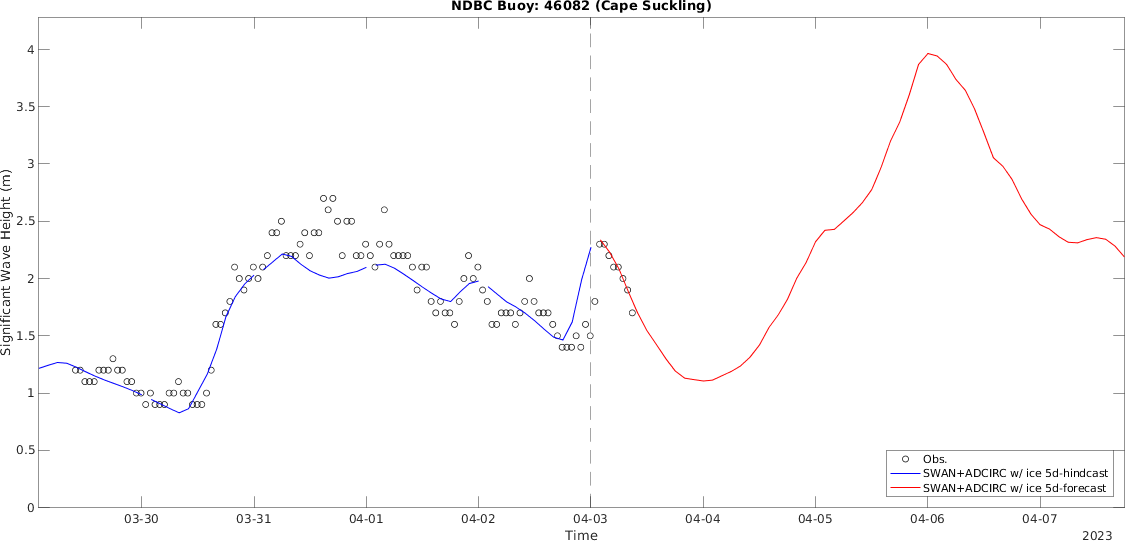 NDBC Buoy: 46082 (Cape Suckling)
Significant Wave Height (m)
4
3.5
3
2.5
2
1.5
1
0.5
0
Obs.
SWAN+ADCIRC w/ ice 5d-hindcast
SWAN+ADCIRC w/ ice 5d-forecast
03-30 03-31 04-01 04-02 04-03 04-04 04-05 04-06 04-07
Time
2023